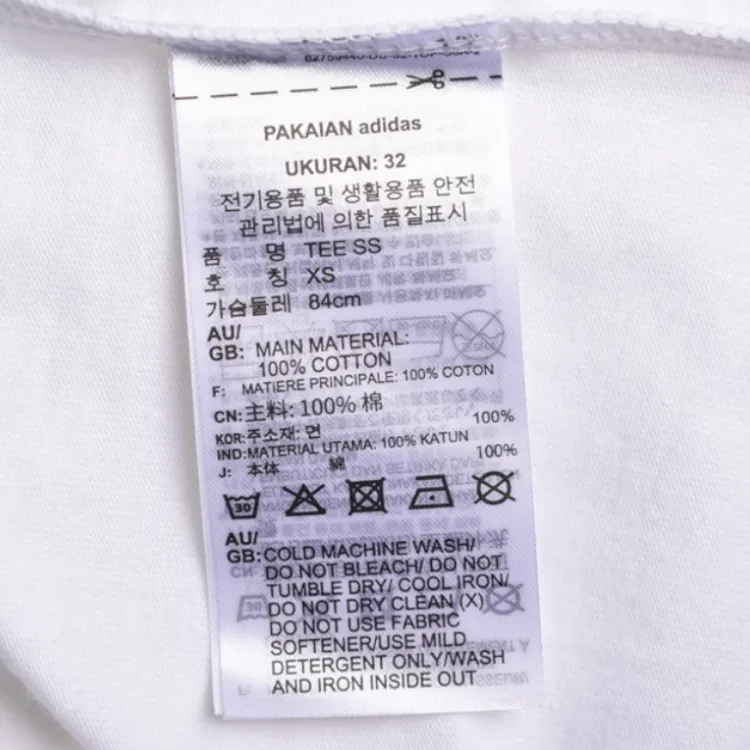 PAKAIAN adidas
UKURAN: 32
전기용품 및 생활용품 안전
관리법에 의한 품질표시
품 명 TEE SS
호 칭 XS
가슴둘레 84cm
AU/
GB: MAIN MATERIAL:
100% COTTON
F: MATIERE PRINCIPALE: 100% COTON
CN: 主料: 100% 棉
KOR: 주소재: 면 100%
IND: MATERIAL UTAMA: 100% KATUN
J: 本体 綿 100%
30
AU/
GB: COLD MACHINE WASH/
DO NOT BLEACH/ DO NOT
TUMBLE DRY/ COOL IRON/
DO NOT DRY CLEAN (X)
DO NOT USE FABRIC
SOFTENER/USE MILD
DETERGENT ONLY/WASH
AND IRON INSIDE OUT